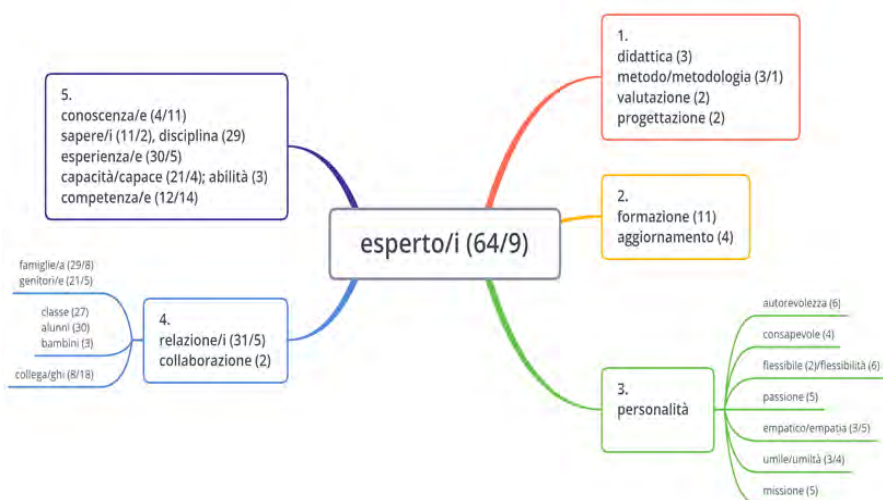 esperto/i (64/9)
1.
didattica (3)
metodo/metodologia (3/1)
valutazione (2)
progettazione (2)
2.
formazione (11)
aggiornamento (4)
3.
personalità
autorevolezza (6)
consapevole (4)
flessibile (2)/flessibilità (6)
passione (5)
empatico/empatia (3/5)
umile/umiltà (3/4)
missione (5)
4.
relazione/i (31/5)
collaborazione (2)
famiglie/a (29/8)
genitori/e (21/5)
classe (27)
alunni (30)
bambini (3)
collega/ghi (8/18)
5.
conoscenza/e (4/11)
sapere/i (11/2), disciplina (29)
esperienza/e (30/5)
capacità/capace (21/4); abilità (3)
competenza/e (12/14)